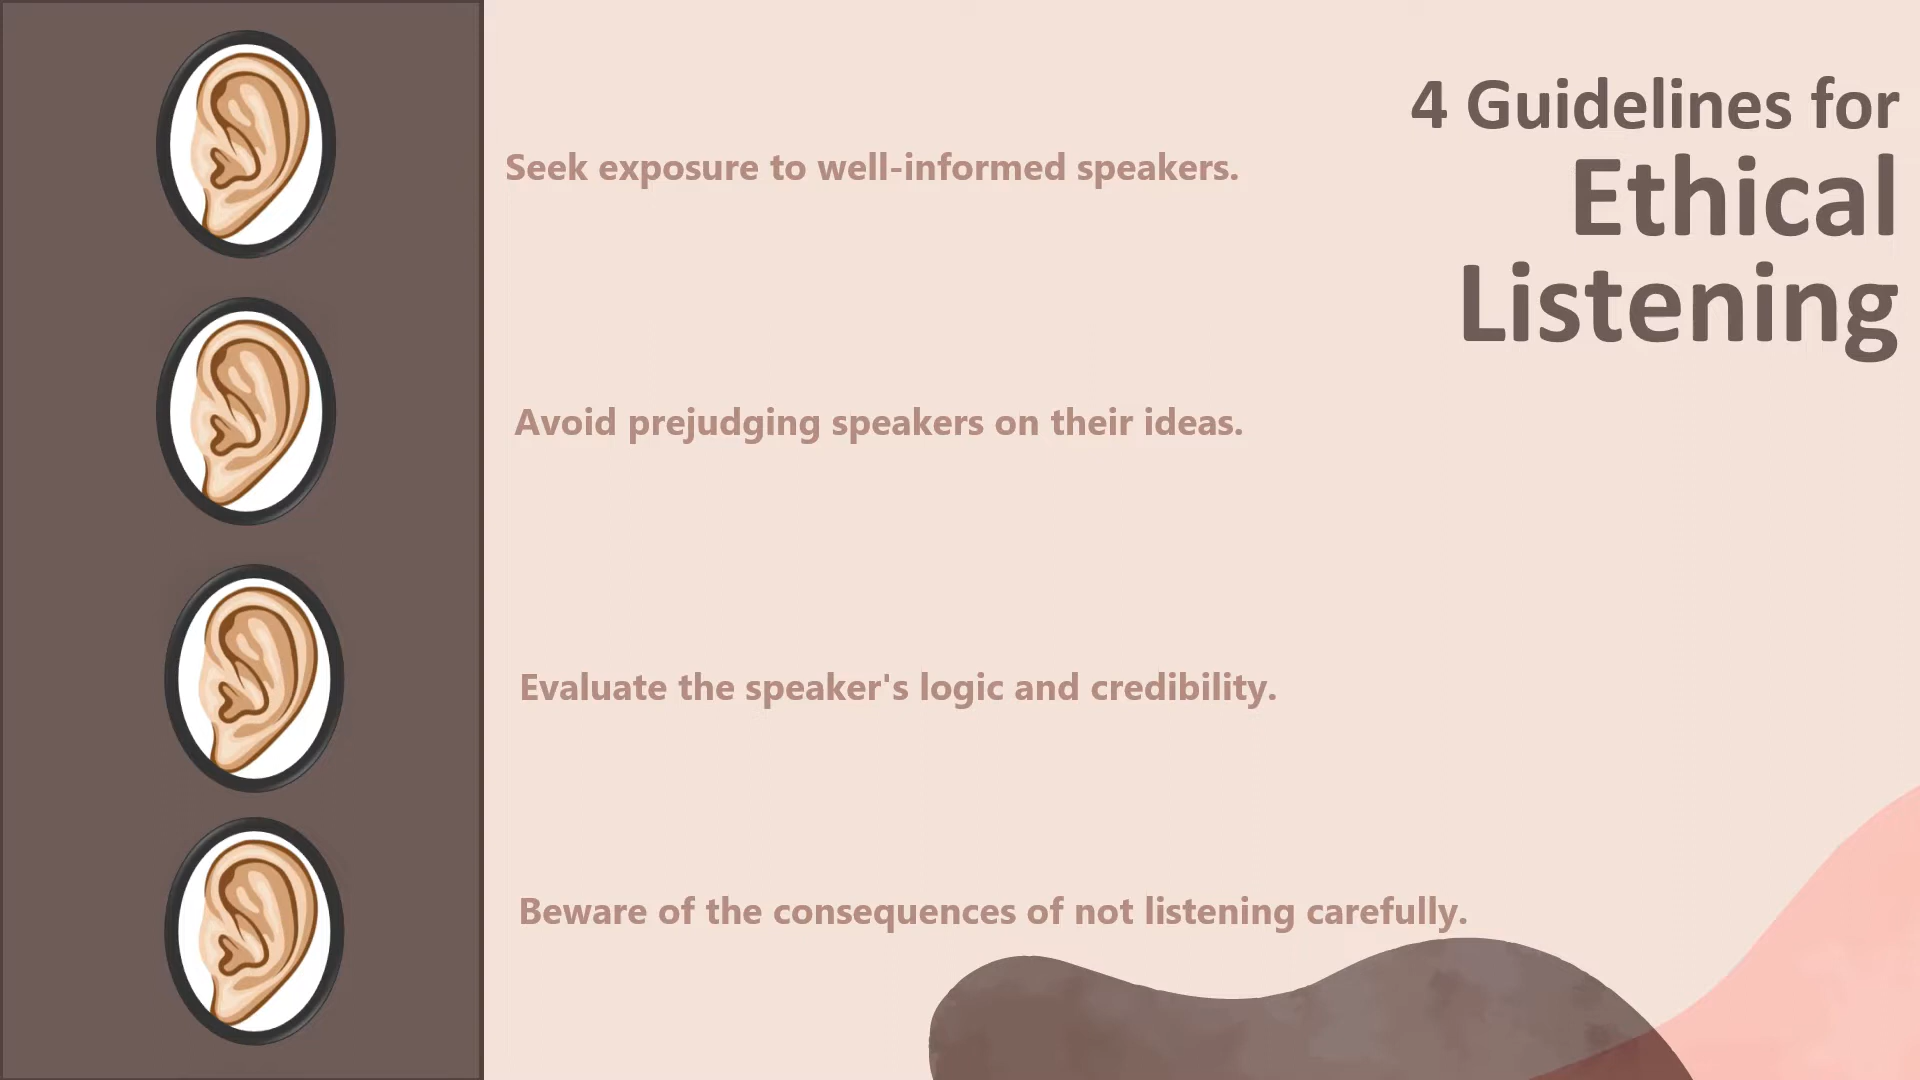 4 Guidelines for
Ethical
Listening
Seek exposure to well-informed speakers.
Avoid prejudging speakers on their ideas.
Evaluate the speaker's logic and credibility.
Beware of the consequences of not listening carefully.